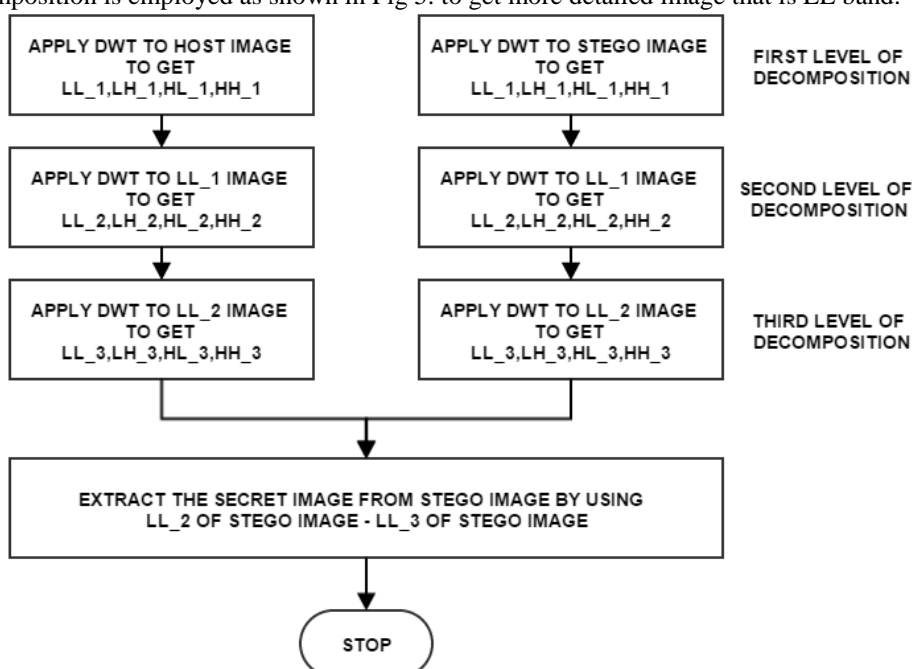 mposition is employed as shown in Fig 3. to get more detailed image that is LL band.
APPLY DWT TO HOST IMAGE
TO GET
LL_1,LH_1,HL_1,HH_1
APPLY DWT TO STEGO IMAGE
TO GET
LL_1,LH_1,HL_1,HH_1
FIRST LEVEL OF
DECOMPOSITION
APPLY DWT TO LL_1 IMAGE
TO GET
LL_2,LH_2,HL_2,HH_2
APPLY DWT TO LL_1 IMAGE
TO GET
LL_2,LH_2,HL_2,HH_2
SECOND LEVEL OF
DECOMPOSITION
APPLY DWT TO LL_2 IMAGE
TO GET
LL_3,LH_3,HL_3,HH_3
APPLY DWT TO LL_2 IMAGE
TO GET
LL_3,LH_3,HL_3,HH_3
THIRD LEVEL OF
DECOMPOSITION
EXTRACT THE SECRET IMAGE FROM STEGO IMAGE BY USING
LL_2 OF STEGO IMAGE - LL_3 OF STEGO IMAGE
STOP